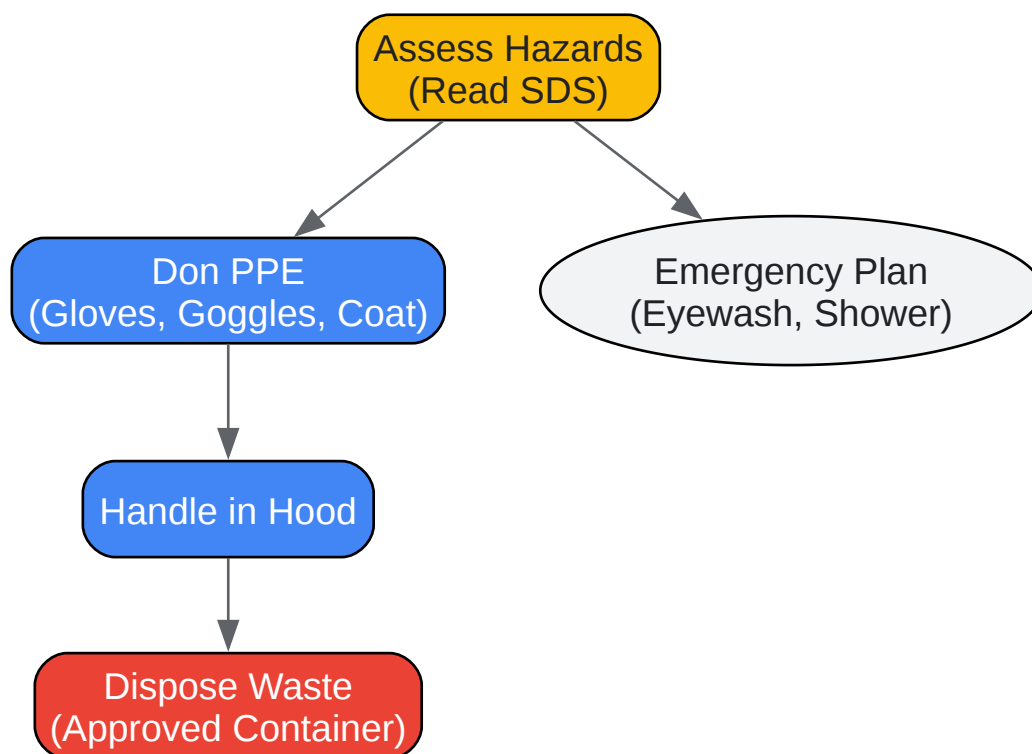 Assess Hazards
(Read SDS)
Don PPE
(Gloves, Goggles, Coat)
Emergency Plan
(Eyewash, Shower)
Handle in Hood
Dispose Waste
(Approved Container)